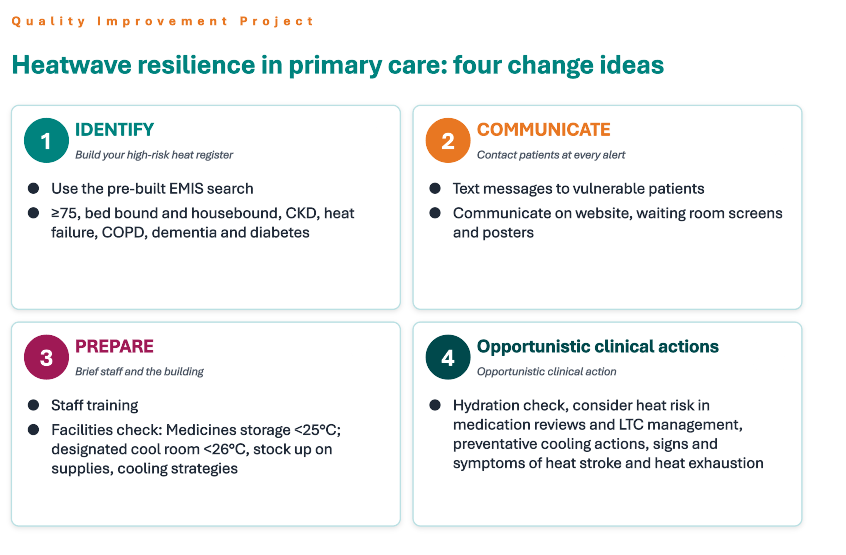 Quality Improvement Project
Heatwave resilience in primary care: four change ideas
1
IDENTIFY
Build your high-risk heat register
Use the pre-built EMIS search
≥75, bed bound and housebound, CKD, heat
failure, COPD, dementia and diabetes
2
COMMUNICATE
Contact patients at every alert
Text messages to vulnerable patients
Communicate on website, waiting room screens
and posters
3
PREPARE
Brief staff and the building
Staff training
Facilities check: Medicines storage <25°C;
designated cool room <26°C, stock up on
supplies, cooling strategies
4
Opportunistic clinical actions
Opportunistic clinical action
Hydration check, consider heat risk in
medication reviews and LTC management,
preventative cooling actions, signs and
symptoms of heat stroke and heat exhaustion